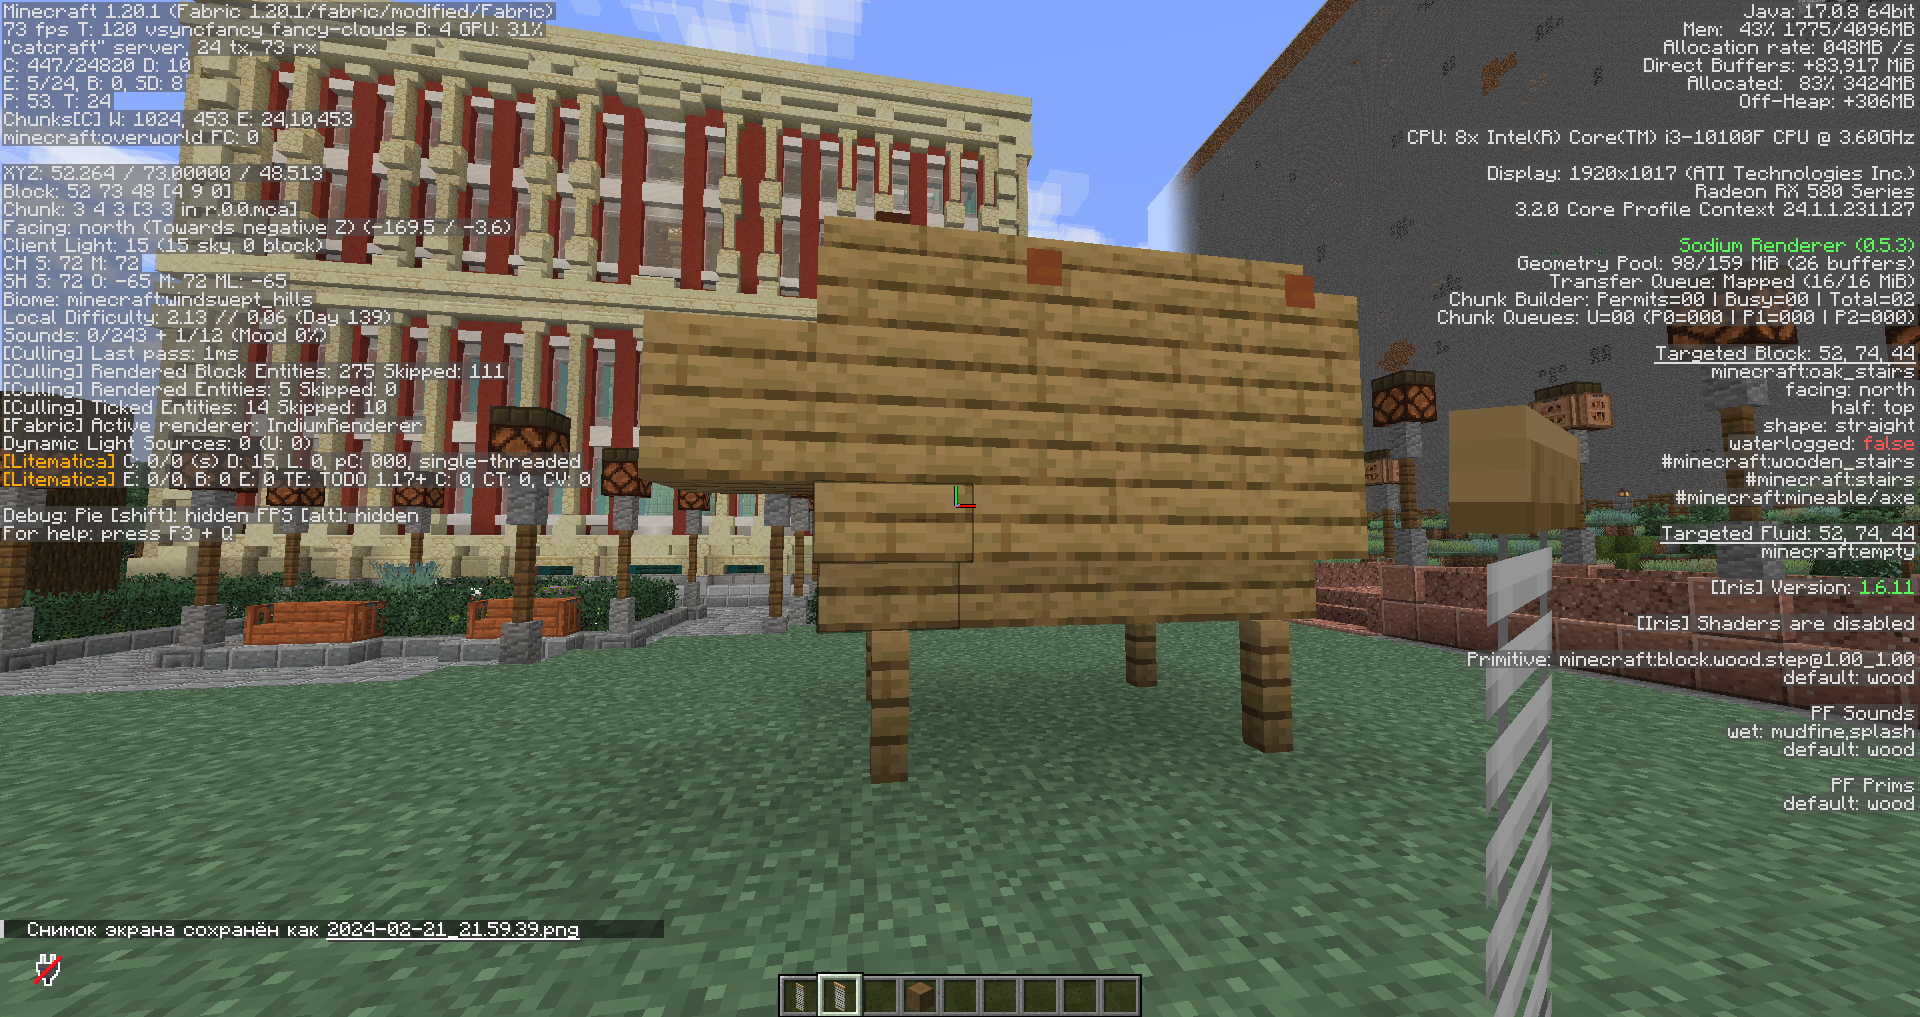 Minecraft 1.20.1 (Fabric 1.20.1/fabric/modified/Fabric)
73 fps T: 120 vsyncfancy fancy-clouds B: 4 GPU: 31%
"catcraft" server, 24 tx, 73 rx
C: 447/24820 D: 10
E: 5/24, B: 0, SD: 8
P: 53. T: 24
Chunks[C] W: 1024, 453 E: 24,10,453
minecraft:overworld FC: 0
XYZ: 52.264 / 73.00000 / 48.513
Block: 52 73 48 [4 9 0]
Chunk: 3 4 3 [3 3 in r.0.0.mca]
Facing: north (Towards negative Z) (-169.5 / -3.6)
Client Light: 15 (15 sky, 0 block)
CH S: 72 M: 72
SH S: 72 O: -65 M: 72 ML: -65
Biome: minecraft:windswept_hills
Local Difficulty: 2.13 // 0.06 (Day 139)
Sounds: 0/243 + 1/12 (Mood 0%)
[Culling] Last pass: 1ms
[Culling] Rendered Block Entities: 275 Skipped: 111
[Culling] Rendered Entities: 5 Skipped: 0
[Culling] Ticked Entities: 14 Skipped: 10
[Fabric] Active renderer: IndiumRenderer
Dynamic Light Sources: 0 (U: 0)
[Litematica] C: 0/0 (s) D: 15, L: 0, pC: 000, single-threaded
[Litematica] E: 0/0, B: 0 E: 0 TE: TODO 1.17+ C: 0, CT: 0, CV: 0
Debug: Pie [shift]: hidden FPS [alt]: hidden
For help: press F3 + Q
Java: 17.0.8 64bit
Mem: 43% 1775/4096MB
Allocation rate: 048MB /s
Direct Buffers: +83,917 MiB
Allocated: 83% 3424MB
Off-Heap: +306MB
CPU: 8x Intel(R) Core(TM) i3-10100F CPU @ 3.60GHz
Display: 1920x1017 (ATI Technologies Inc.)
Radeon RX 580 Series
3.2.0 Core Profile Context 24.1.1.231127
Sodium Renderer (0.5.3)
Geometry Pool: 98/159 MiB (26 buffers)
Transfer Queue: Mapped (16/16 MiB)
Chunk Builder: Permits=00 | Busy=00 | Total=02
Chunk Queues: U=00 (P0=000 | P1=000 | P2=000)
Targeted Block: 52, 74, 44
minecraft:oak_stairs
facing: north
half: top
shape: straight
waterlogged: false
#minecraft:wooden_stairs
#minecraft:stairs
#minecraft:mineable/axe
Targeted Fluid: 52, 74, 44
minecraft:empty
[Iris] Version: 1.6.11
[Iris] Shaders are disabled
Primitive: minecraft:block.wood.step@1.00_1.00
default: wood
PF Sounds
wet: mudfine,splash
default: wood
PF Prims
default: wood
Снимок экрана сохранён как 2024-02-21_21.59.39.png